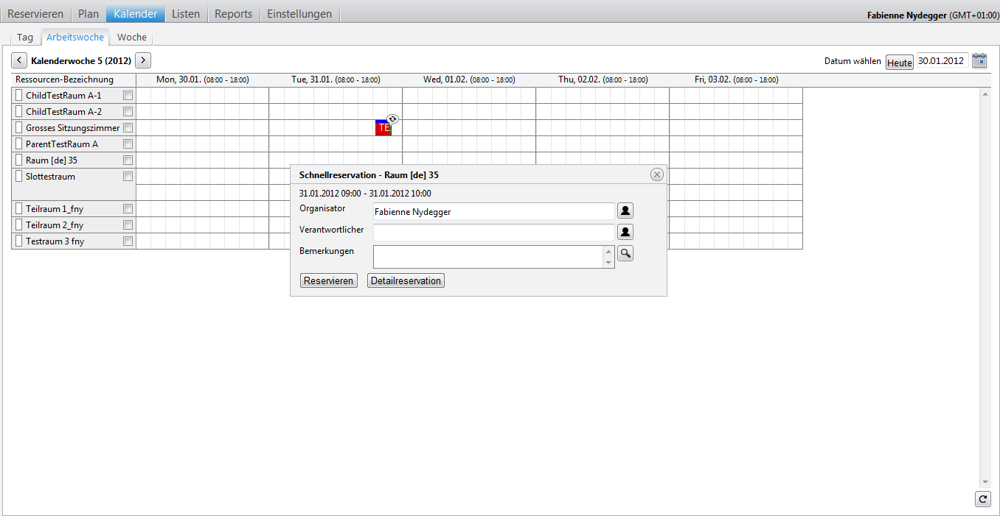 Reservieren Plan Kalender Listen Reports Einstellungen Fabienne Nydegger (GMT+01:00)
Tag Arbeitswoche Woche
< Kalenderwoche 5 (2012) > Datum wählen Heute 30.01.2012
Ressourcen-Bezeichnung Mon, 30.01. (08:00 - 18:00) Tue, 31.01. (08:00 - 18:00) Wed, 01.02. (08:00 - 18:00) Thu, 02.02. (08:00 - 18:00) Fri, 03.02. (08:00 - 18:00)
ChildTestRaum A-1
ChildTestRaum A-2
Grosses Sitzungszimmer TES
ParentTestRaum A
Raum [de] 35
Slottestraum
Teilraum 1_fny
Teilraum 2_fny
Testraum 3 fny
Schnellreservation - Raum [de] 35
31.01.2012 09:00 - 31.01.2012 10:00
Organisator Fabienne Nydegger
Verantwortlicher
Bemerkungen
Reservieren Detailreservation